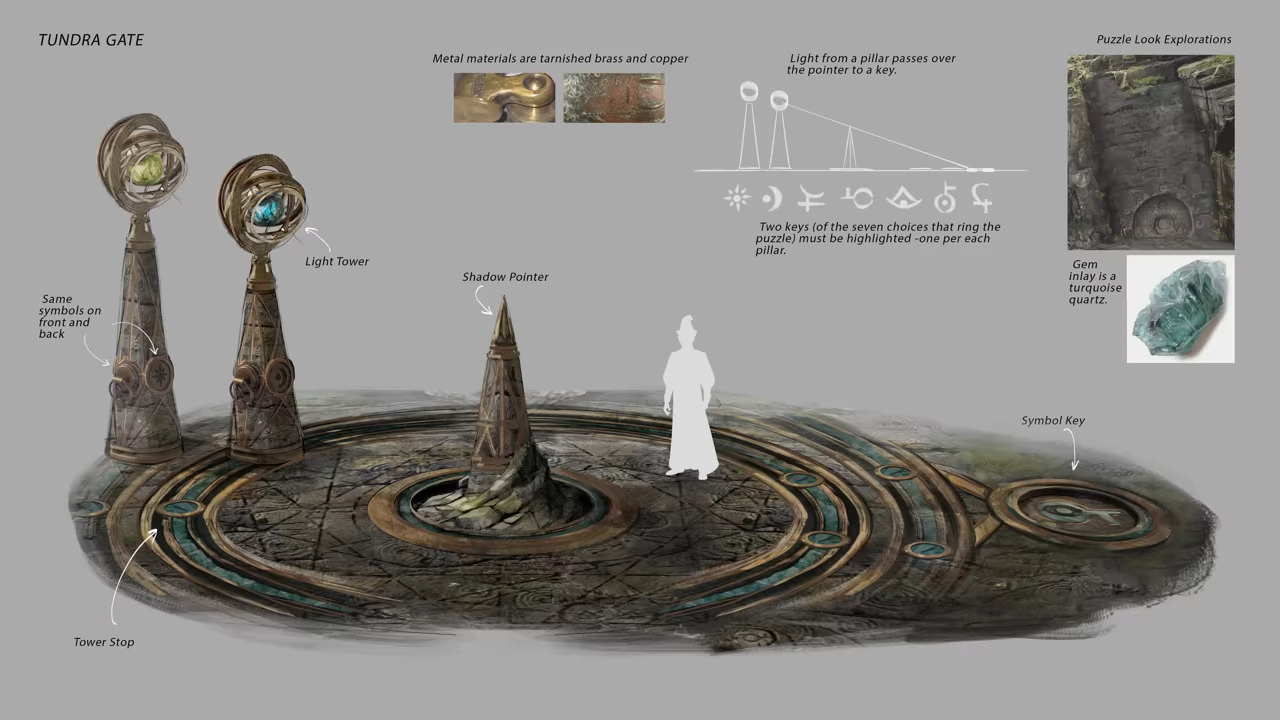 TUNDRA GATE
Metal materials are tarnished brass and copper
Light from a pillar passes over
the pointer to a key.
Puzzle Look Explorations
Two keys (of the seven choices that ring the
puzzle) must be highlighted -one per each
pillar.
Gem
inlay is a
turquoise
quartz.
Light Tower
Shadow Pointer
Same
symbols on
front and
back
Symbol Key
Tower Stop